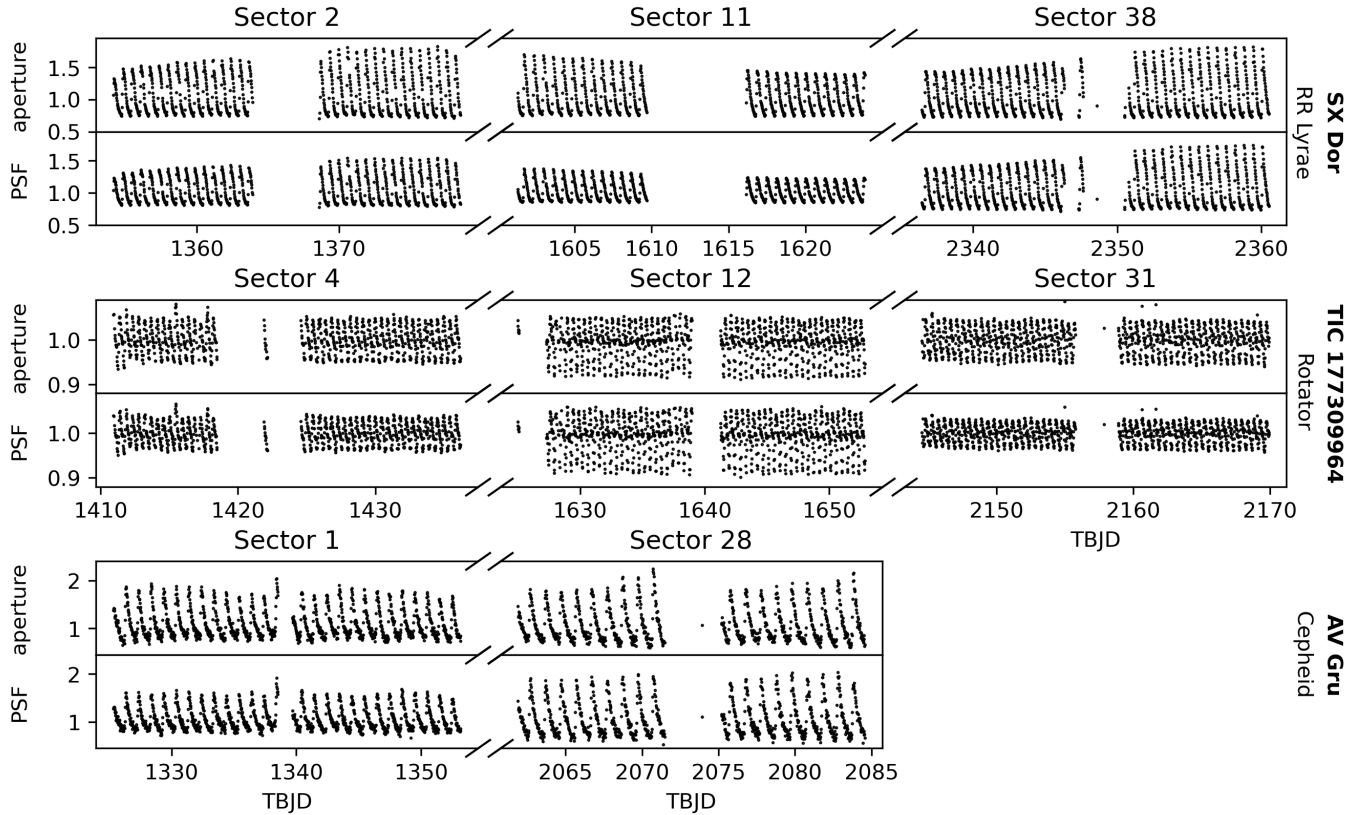 Sector 2 Sector 11 Sector 38
aperture 1.5 1.0 0.5
PSF 1.5 1.0 0.5
1360 1370 1605 1610 1615 1620 2340 2350 2360
RR Lyrae
SX Dor
Sector 4 Sector 12 Sector 31
aperture 1.0 0.9
PSF 1.0 0.9
1410 1420 1430 1630 1640 1650 2150 2160 2170
TBJD
Rotator
TIC 177309964
Sector 1 Sector 28
aperture 2 1
PSF 2 1
1330 1340 1350 2065 2070 2075 2080 2085
TBJD TBJD
Cepheid
AV Gru